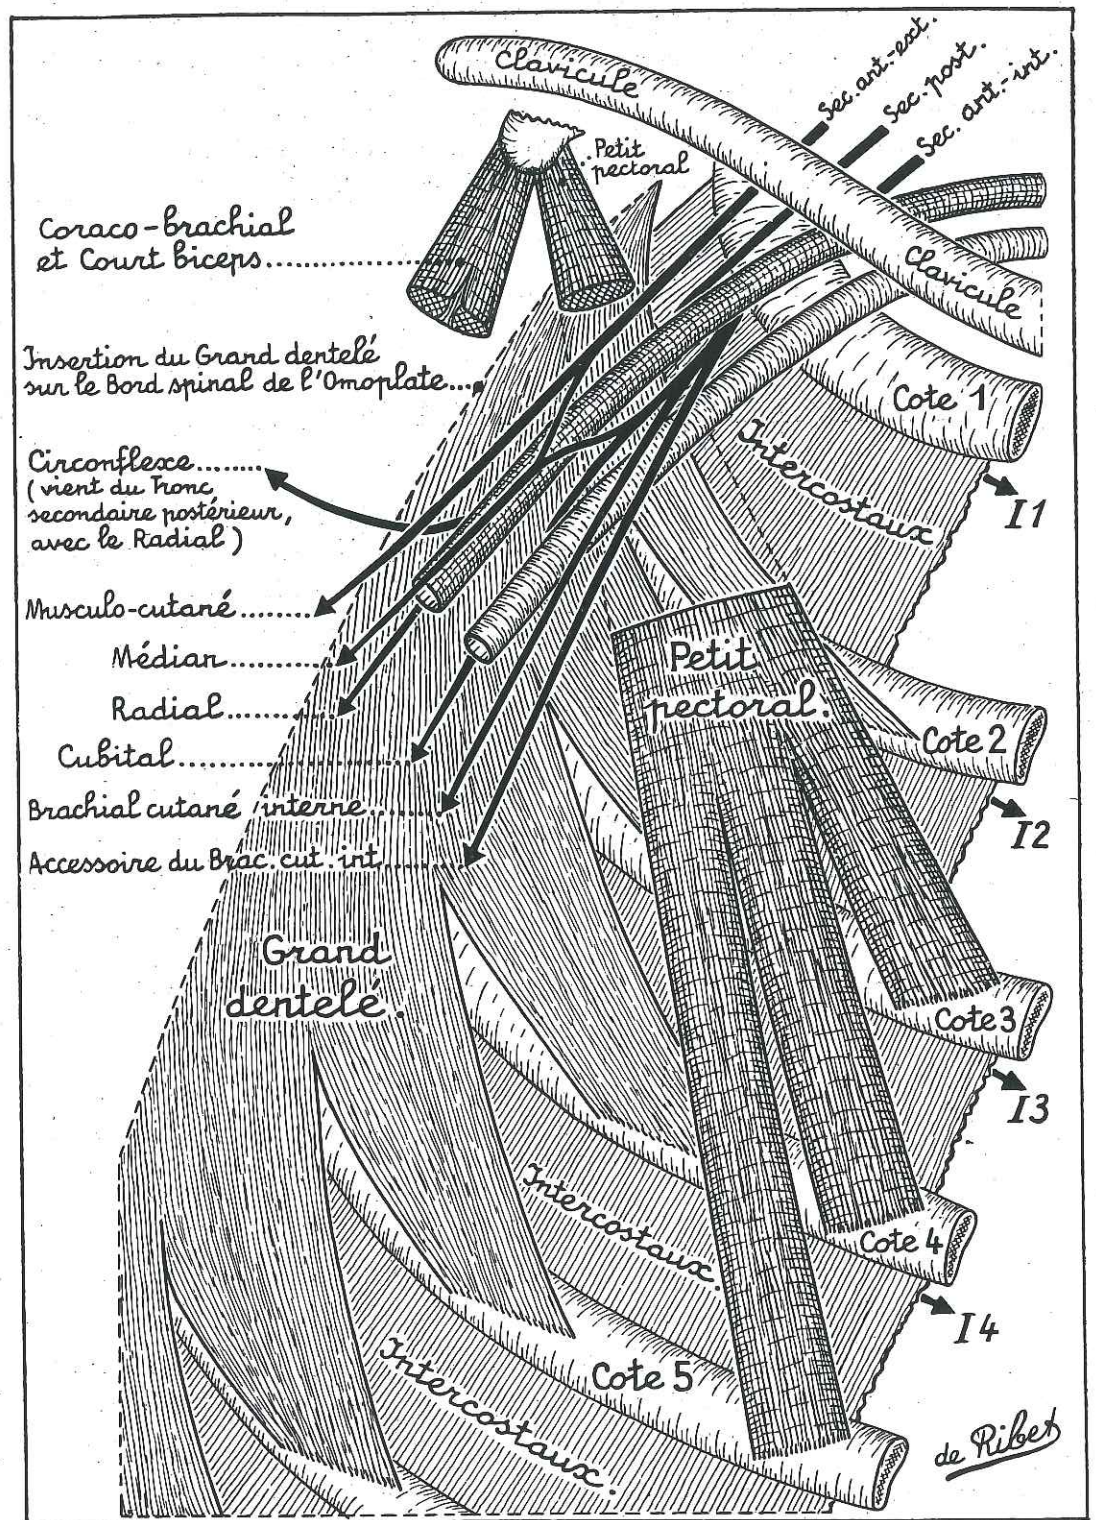 Clavicule
Sec. ant.-ext.
Sec. post.
Sec. ant.-int.
Petit
pectoral
Coraco-brachial
et Court biceps
Clavicule
Insertion du Grand dentelé
sur le Bord spinal de l'Omoplate
Cote 1
Intercostaux
I1
Circonflexe
(vient du Tronc
secondaire postérieur,
avec le Radial)
Musculo-cutané
Médian
Radial
Cubital
Brachial cutané interne
Accessoire du Brac. cut. int.
Petit
pectoral.
Cote 2
I2
Grand
dentelé.
Cote 3
I3
Intercostaux.
Cote 4
I4
Cote 5
Intercostaux.
de Ribet